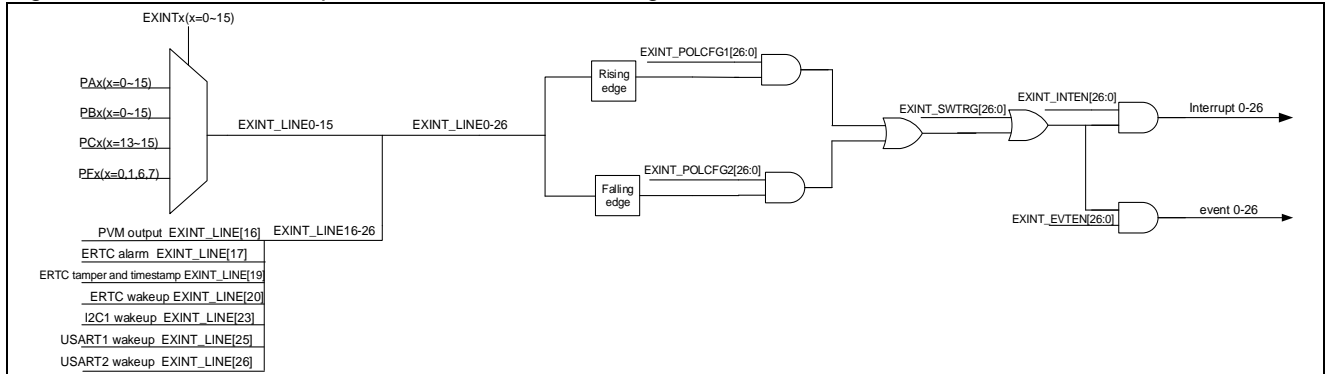 EXINTx(x=0~15)
PAx(x=0~15)
PBx(x=0~15)
PCx(x=13~15)
PFx(x=0,1,6,7)
EXINT_LINE0-15
EXINT_LINE0-26
Rising
edge
EXINT_POLCFG1[26:0]
Falling
edge
EXINT_POLCFG2[26:0]
EXINT_SWTRG[26:0]
EXINT_INTEN[26:0]
Interrupt 0-26
EXINT_EVTEN[26:0]
event 0-26
EXINT_LINE16-26
PVM output EXINT_LINE[16]
ERTC alarm EXINT_LINE[17]
ERTC tamper and timestamp EXINT_LINE[19]
ERTC wakeup EXINT_LINE[20]
I2C1 wakeup EXINT_LINE[23]
USART1 wakeup EXINT_LINE[25]
USART2 wakeup EXINT_LINE[26]